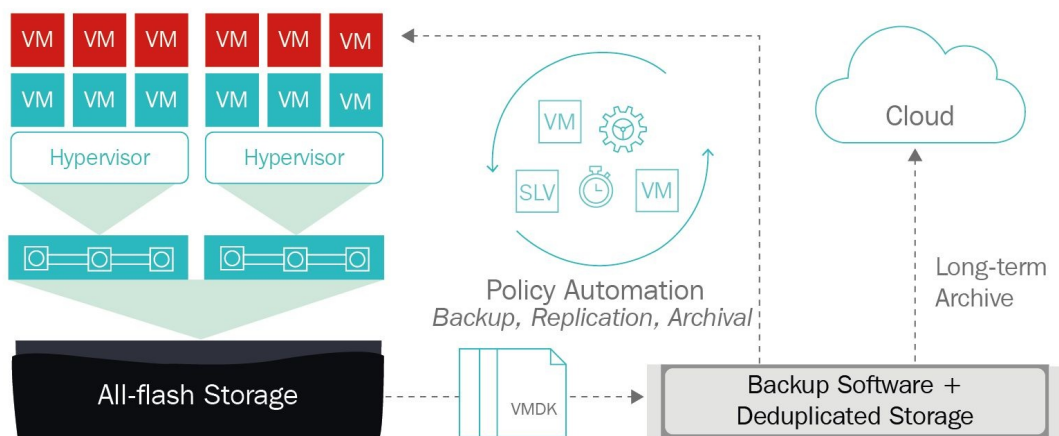 VM VM VM VM VM VM
VM VM VM VM VM VM
Hypervisor Hypervisor
VM
SLV VM
Policy Automation
Backup, Replication, Archival
Cloud
Long-term
Archive
All-flash Storage
VMDK
Backup Software +
Deduplicated Storage